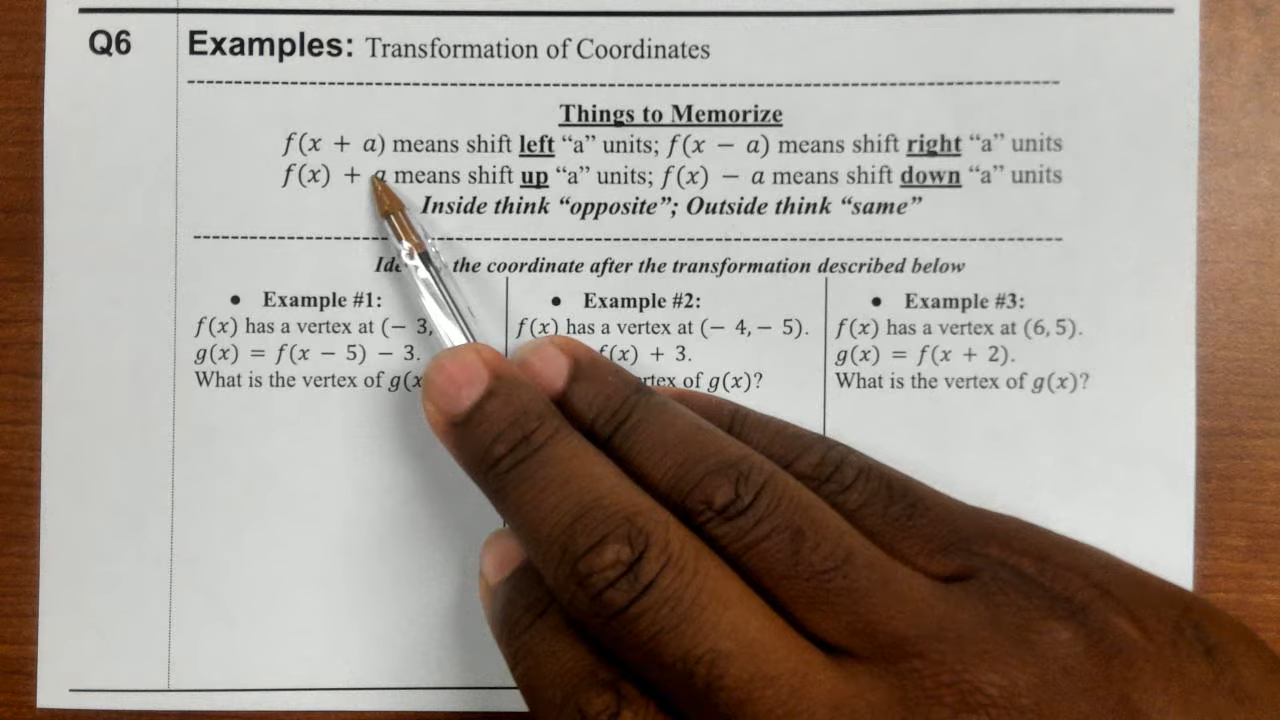 Q6 Examples: Transformation of Coordinates
Things to Memorize
f(x + a) means shift left “a” units; f(x − a) means shift right “a” units
f(x) + a means shift up “a” units; f(x) − a means shift down “a” units
Inside think “opposite”; Outside think “same”
the coordinate after the transformation described below
• Example #1:
f(x) has a vertex at (− 3,
g(x) = f(x − 5) − 3.
What is the vertex of g(x
• Example #2:
f(x) has a vertex at (− 4, − 5).
f(x) + 3.
of g(x)?
• Example #3:
f(x) has a vertex at (6, 5).
g(x) = f(x + 2).
What is the vertex of g(x)?